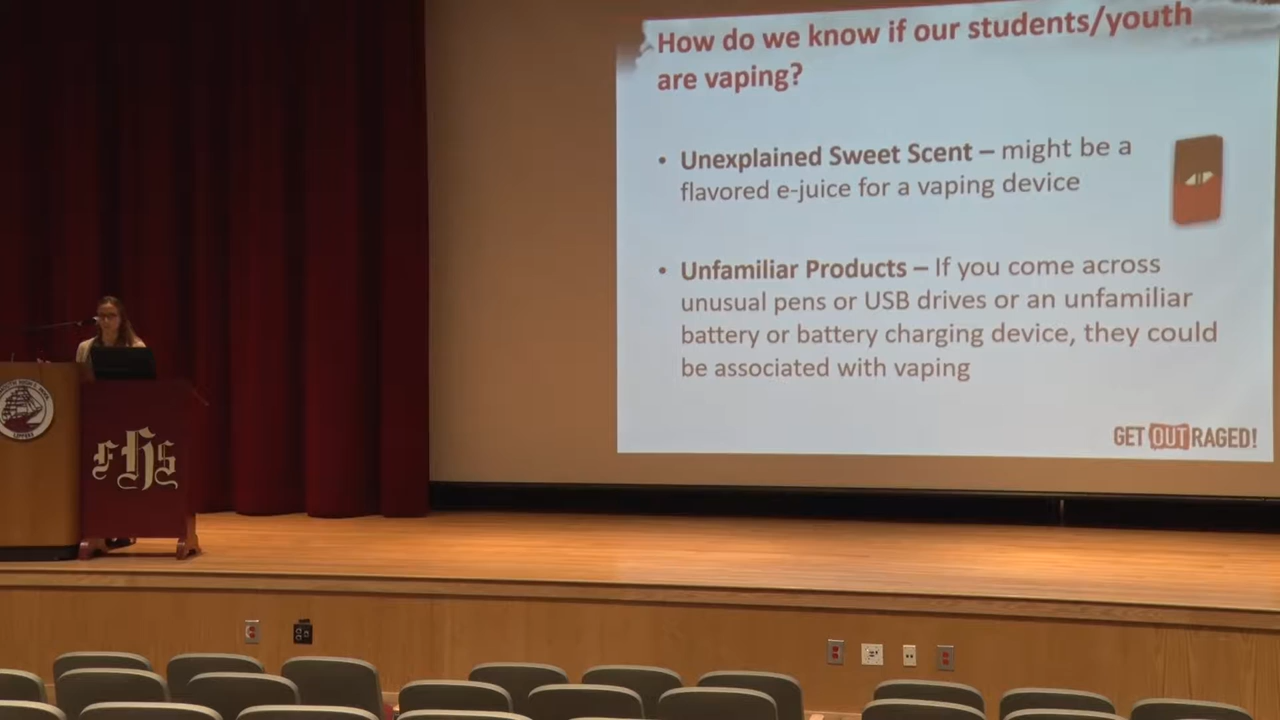 How do we know if our students/youth
are vaping?
• Unexplained Sweet Scent – might be a
flavored e-juice for a vaping device
• Unfamiliar Products – If you come across
unusual pens or USB drives or an unfamiliar
battery or battery charging device, they could
be associated with vaping
GET OUTRAGED!
FHS
CLIPPERS